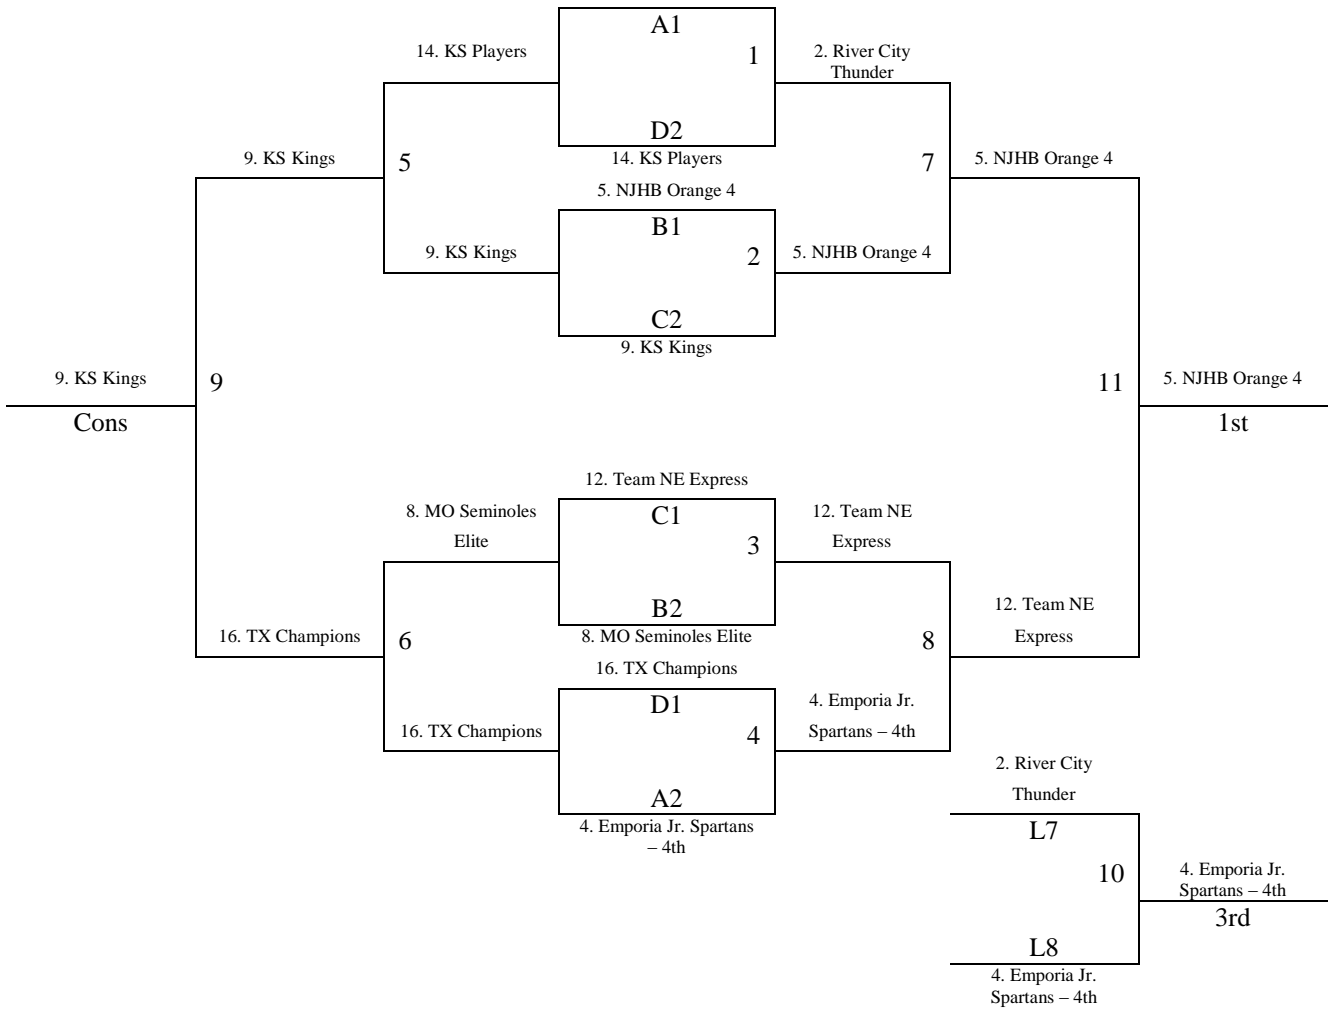 A1
14. KS Players
1
2. River City
Thunder
D2
9. KS Kings
5
14. KS Players
7
5. NJHB Orange 4
5. NJHB Orange 4
B1
9. KS Kings
2
5. NJHB Orange 4
C2
9. KS Kings
9. KS Kings
9
11
5. NJHB Orange 4
Cons
1st
12. Team NE Express
8. MO Seminoles
Elite
C1
3
12. Team NE
Express
B2
12. Team NE
Express
16. TX Champions
6
8. MO Seminoles Elite
8
16. TX Champions
D1
16. TX Champions
4
4. Emporia Jr.
Spartans – 4th
2. River City
Thunder
A2
4. Emporia Jr. Spartans
– 4th
L7
10
4. Emporia Jr.
Spartans – 4th
3rd
L8
4. Emporia Jr.
Spartans – 4th